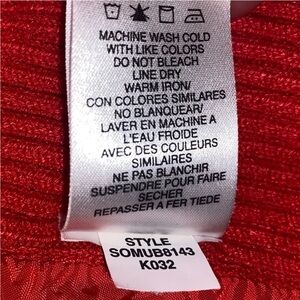 MACHINE WASH COLD
WITH LIKE COLORS
DO NOT BLEACH
LINE DRY
WARM IRON/
CON COLORES SIMILARES
NO BLANQUEAR/
LAVER EN MACHINE A
L'EAU FROIDE
AVEC DES COULEURS
SIMILAIRES
NE PAS BLANCHIR
SUSPENDRE POUR FAIRE
SECHER
REPASSER A FER TIEDE
STYLE
SOMUB8143
K032